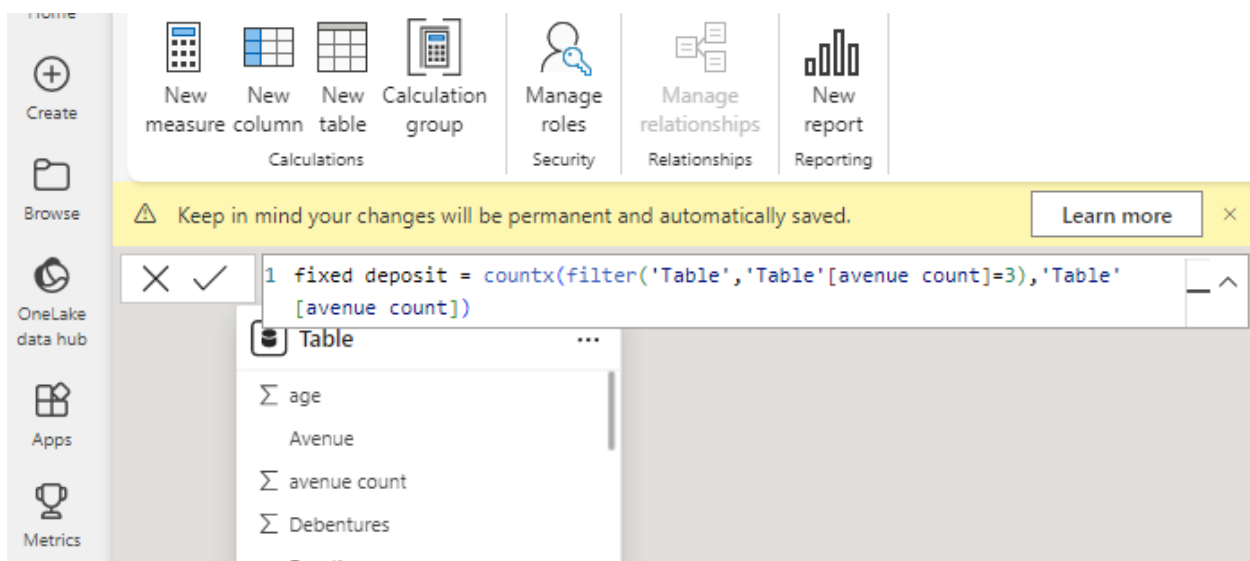 Home
Create
Browse
OneLake
data hub
Apps
Metrics
New
measure
New
column
New
table
Calculation
group
Calculations
Manage
roles
Security
Manage
relationships
Relationships
New
report
Reporting
Keep in mind your changes will be permanent and automatically saved.
Learn more
1 fixed deposit = countx(filter('Table','Table'[avenue count]=3),'Table'
[avenue count])
Table
age
Avenue
avenue count
Debentures